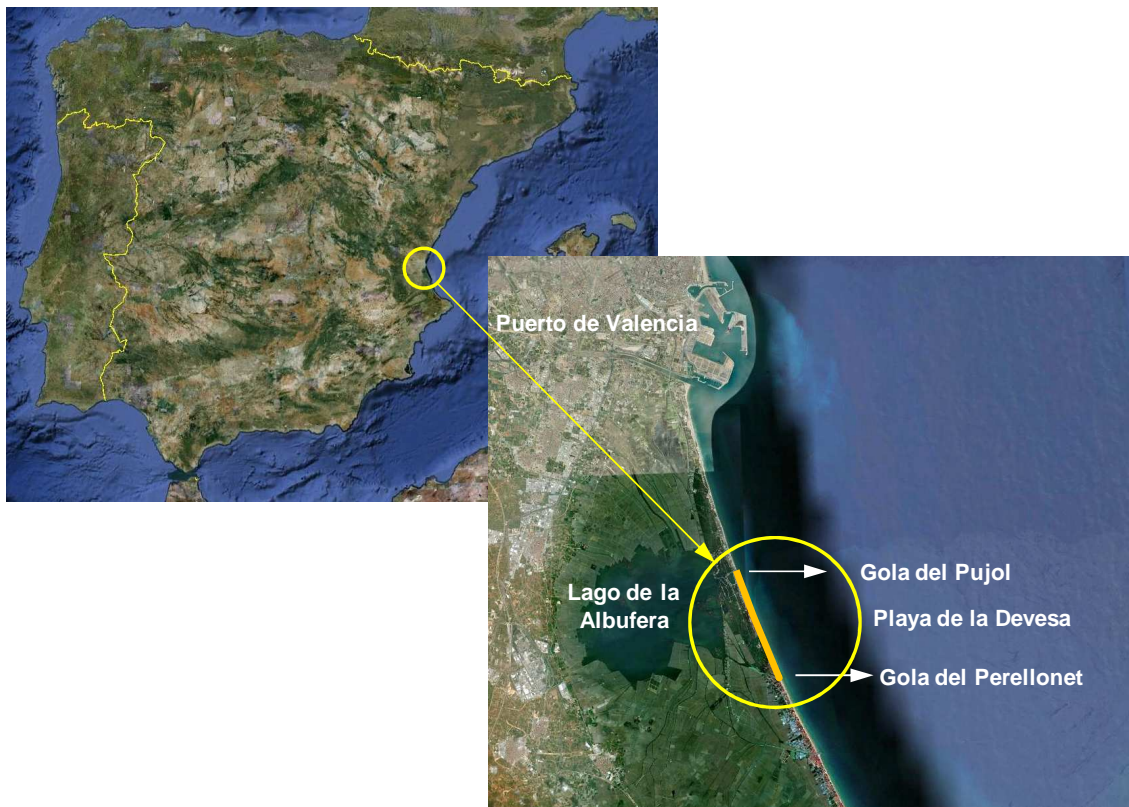 Puerto de Valencia
Gola del Pujol
Lago de la
Albufera
Playa de la Devesa
Gola del Perellonet